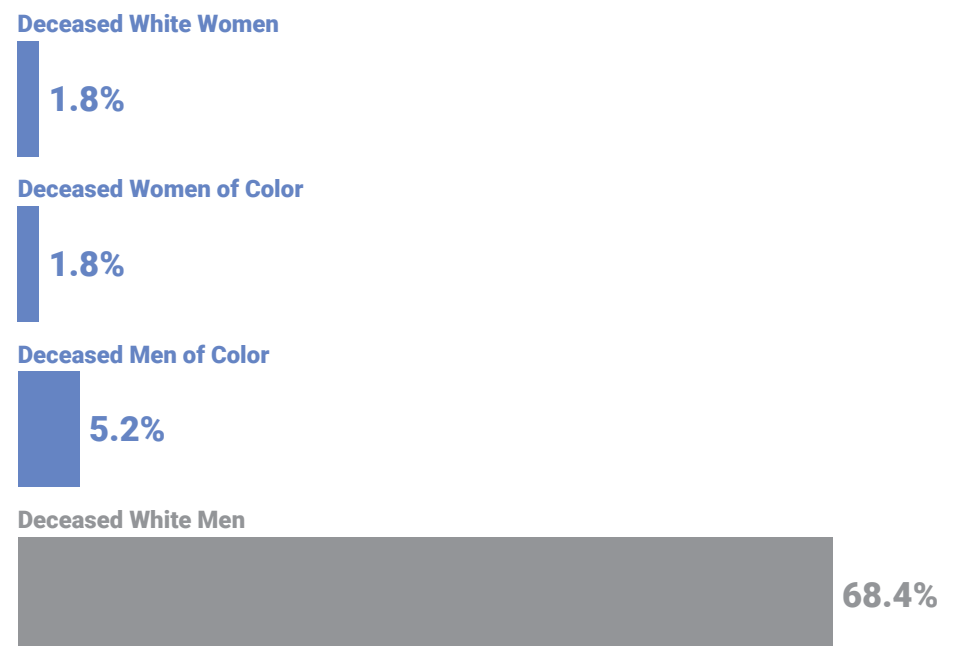 Deceased White Women
1.8%
Deceased Women of Color
1.8%
Deceased Men of Color
5.2%
Deceased White Men
68.4%